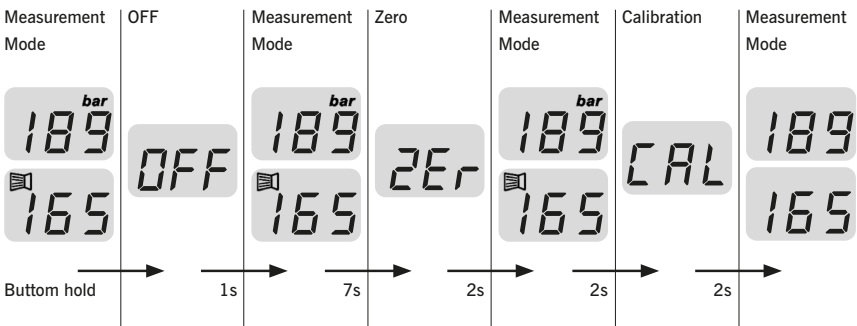 Measurement Mode
OFF
Measurement Mode
Zero
Measurement Mode
Calibration
Measurement Mode
bar
189
165
OFF
bar
189
165
2Er
bar
189
165
CAL
189
165
Buttom hold
1s
7s
2s
2s
2s